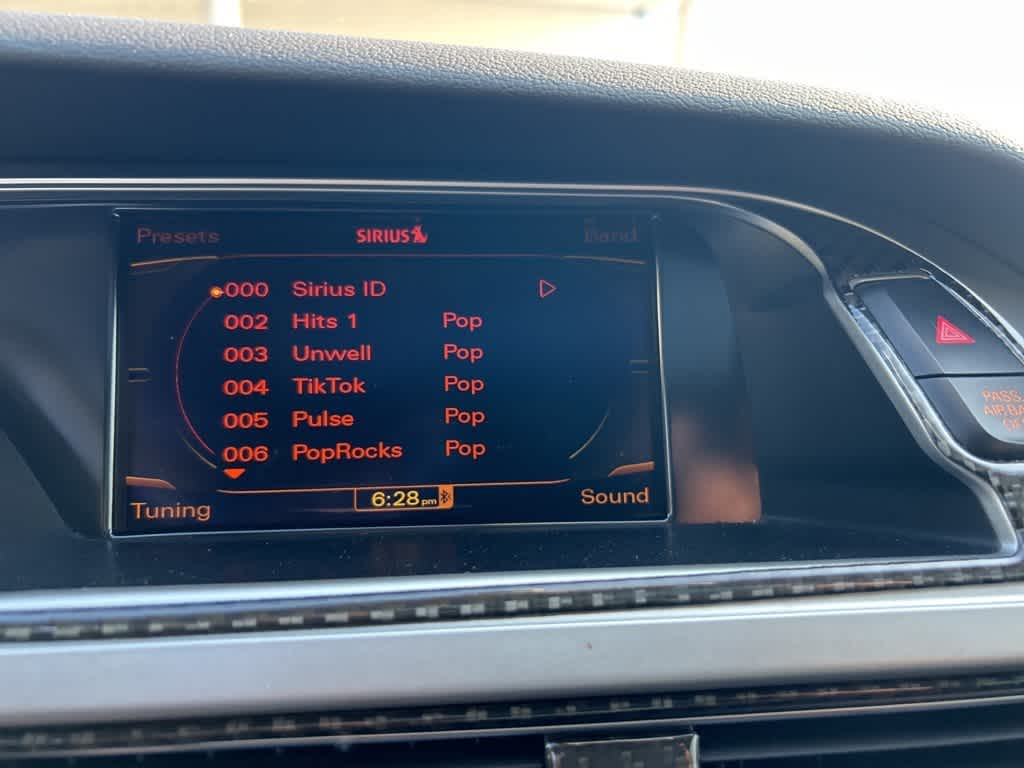 Presets SIRIUS Band
000 Sirius ID
002 Hits 1 Pop
003 Unwell Pop
004 TikTok Pop
005 Pulse Pop
006 PopRocks Pop
Tuning 6:28 pm Sound
PASS